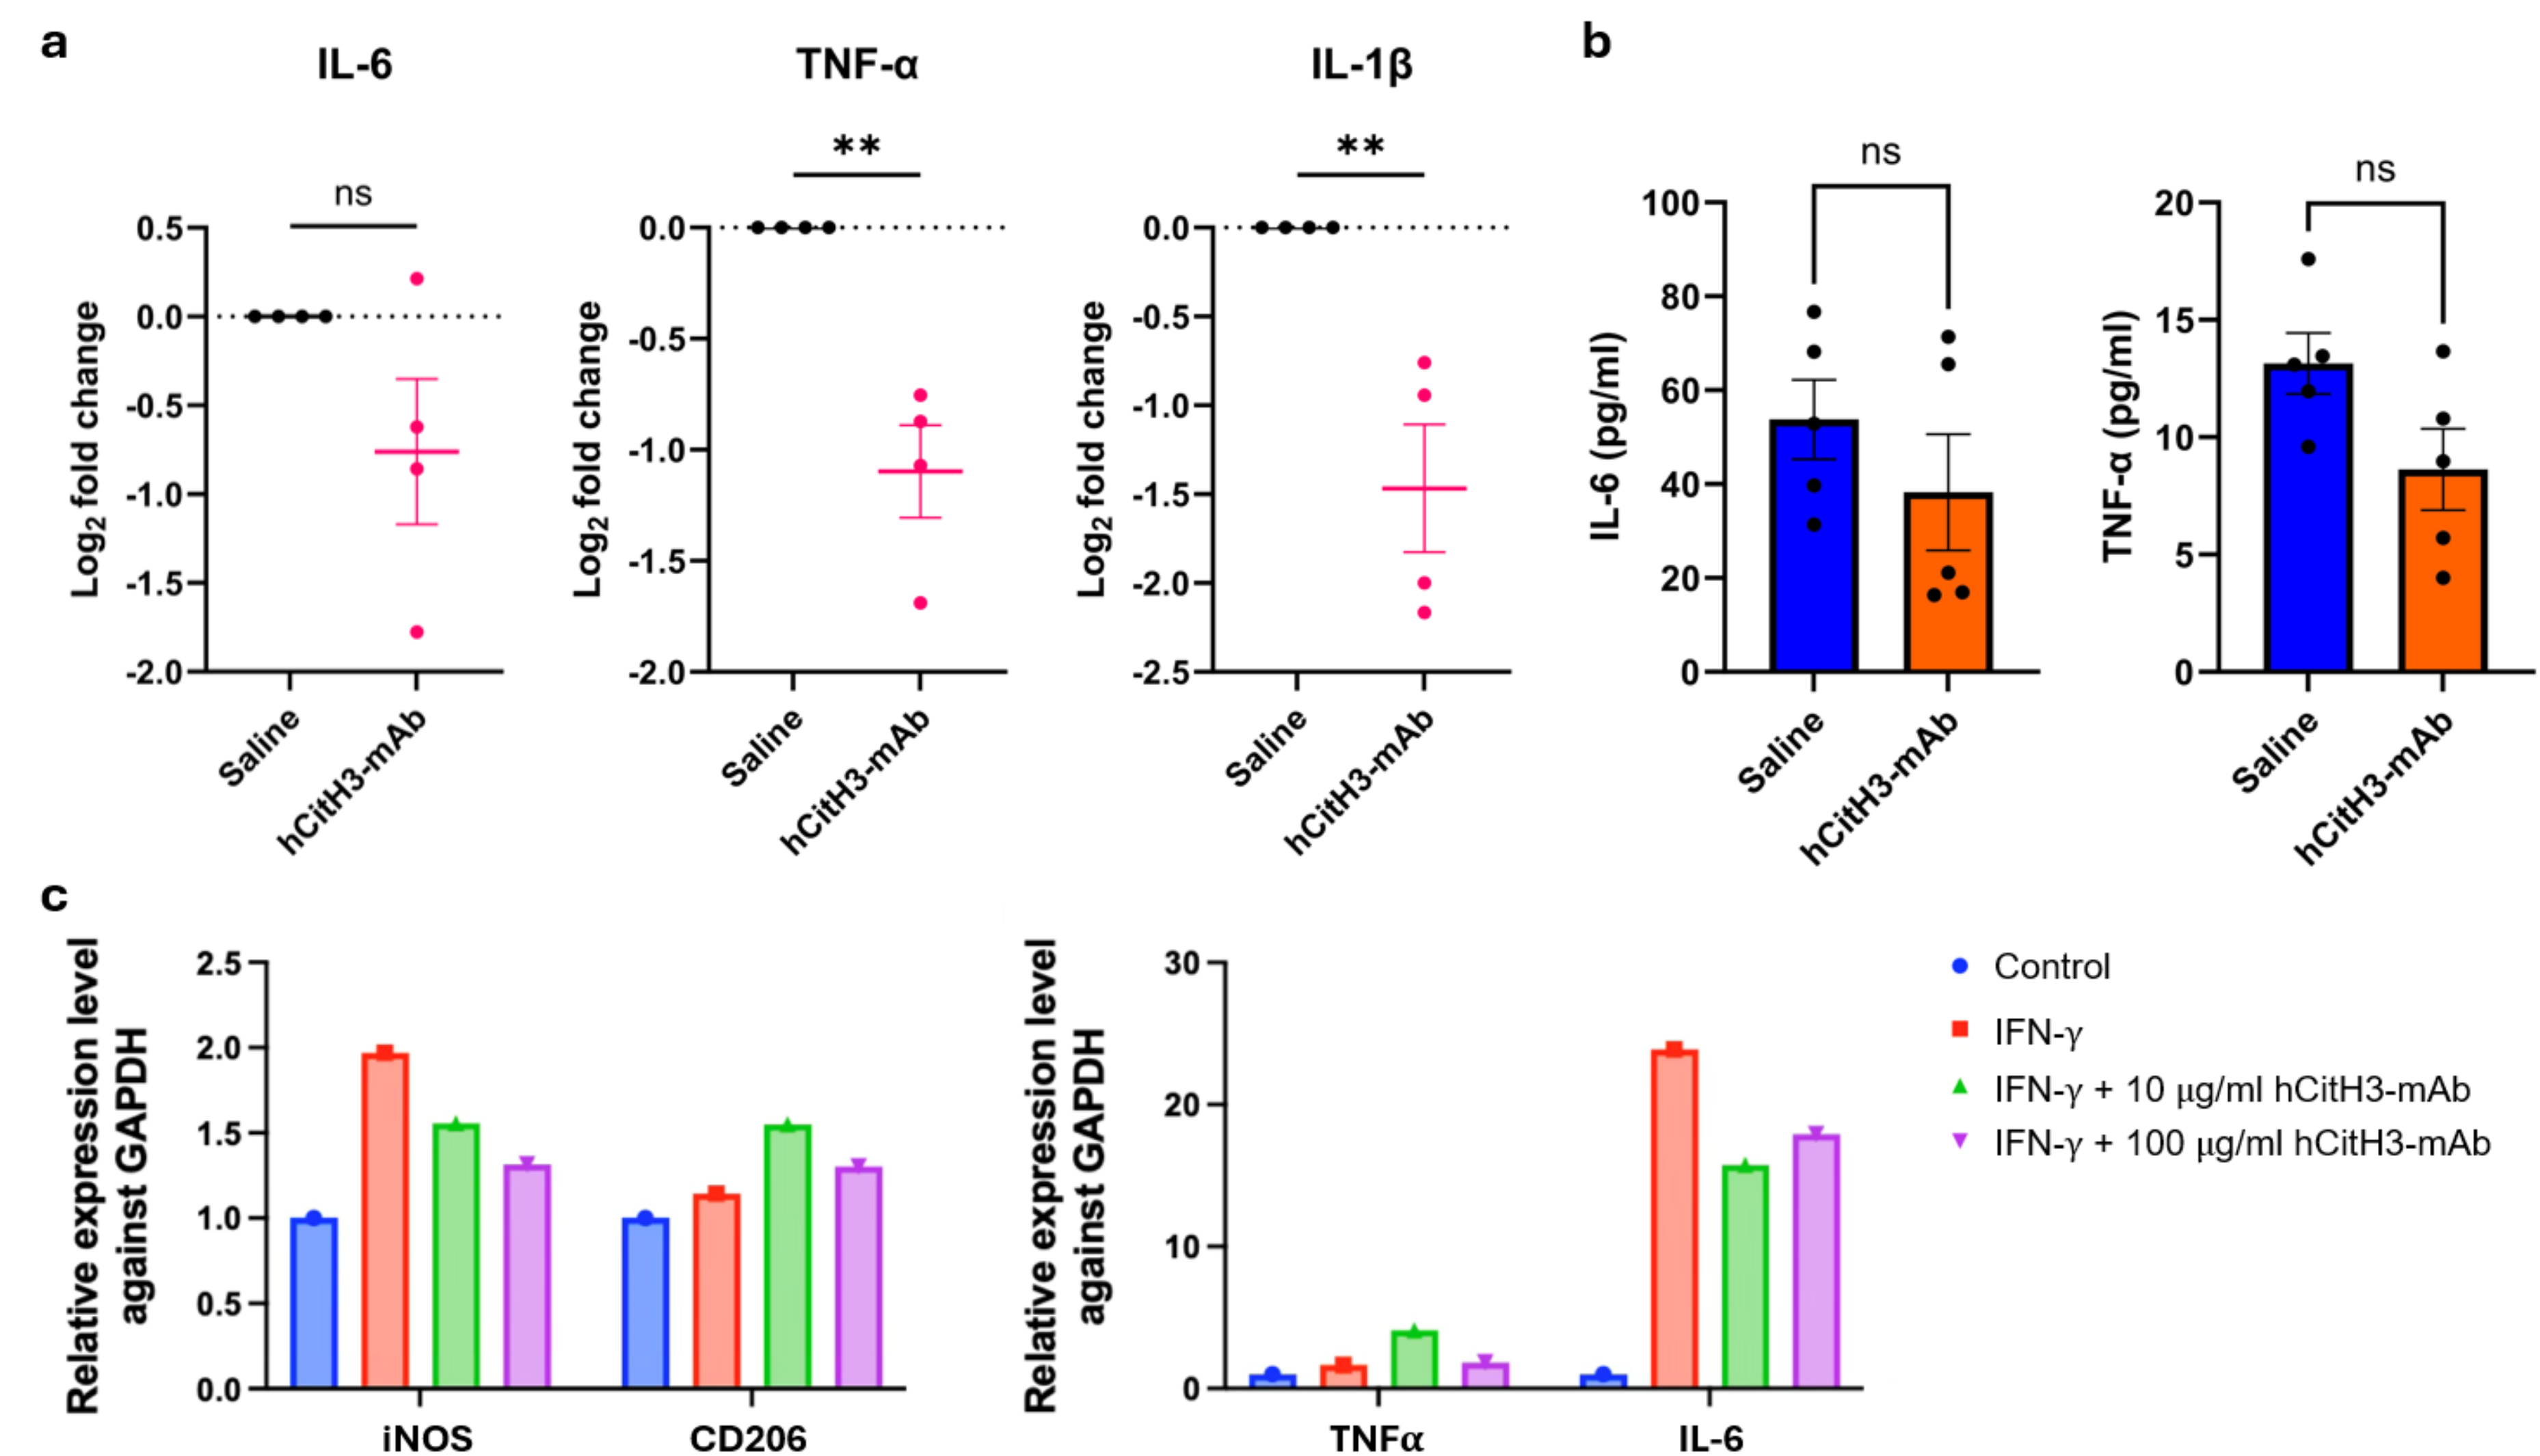 a
IL-6
TNF-α
IL-1β
b
ns
**
**
ns
ns
Log₂ fold change
0.5
0.0
-0.5
-1.0
-1.5
-2.0
Saline
hCitH3-mAb
Log₂ fold change
0.0
-0.5
-1.0
-1.5
-2.0
Saline
hCitH3-mAb
Log₂ fold change
0.0
-0.5
-1.0
-1.5
-2.0
-2.5
Saline
hCitH3-mAb
IL-6 (pg/ml)
100
80
60
40
20
0
Saline
hCitH3-mAb
TNF-α (pg/ml)
20
15
10
5
0
Saline
hCitH3-mAb
c
Relative expression level
against GAPDH
2.5
2.0
1.5
1.0
0.5
0.0
iNOS
CD206
Relative expression level
against GAPDH
30
20
10
0
TNFα
IL-6
Control
IFN-γ
IFN-γ + 10 μg/ml hCitH3-mAb
IFN-γ + 100 μg/ml hCitH3-mAb